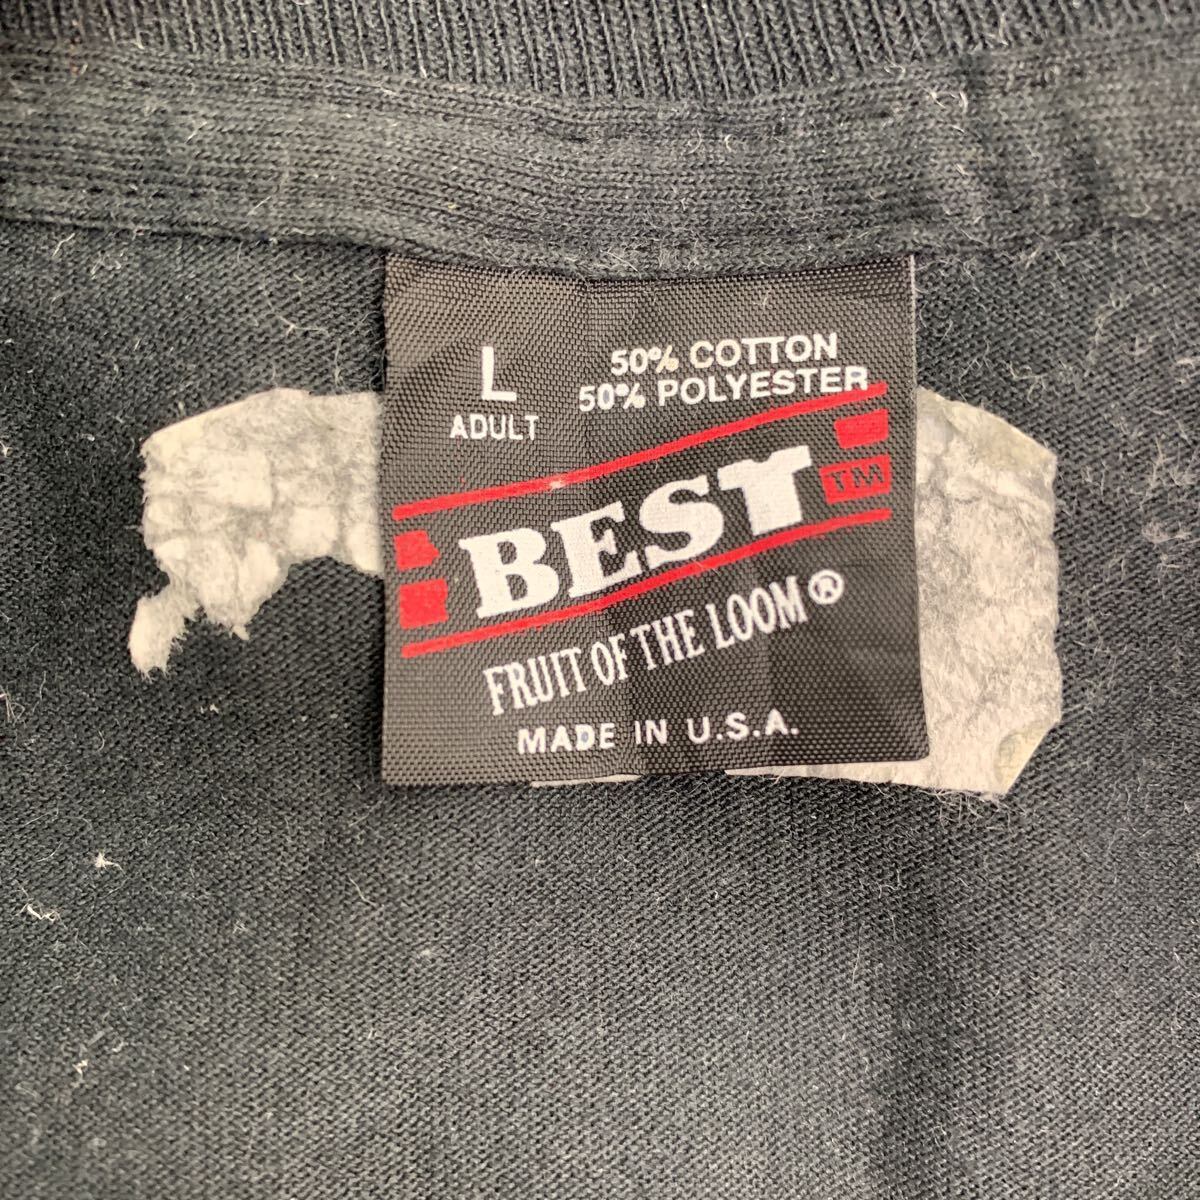 L
ADULT
50% COTTON
50% POLYESTER
BEST TM
FRUIT OF THE LOOM®
MADE IN U.S.A.